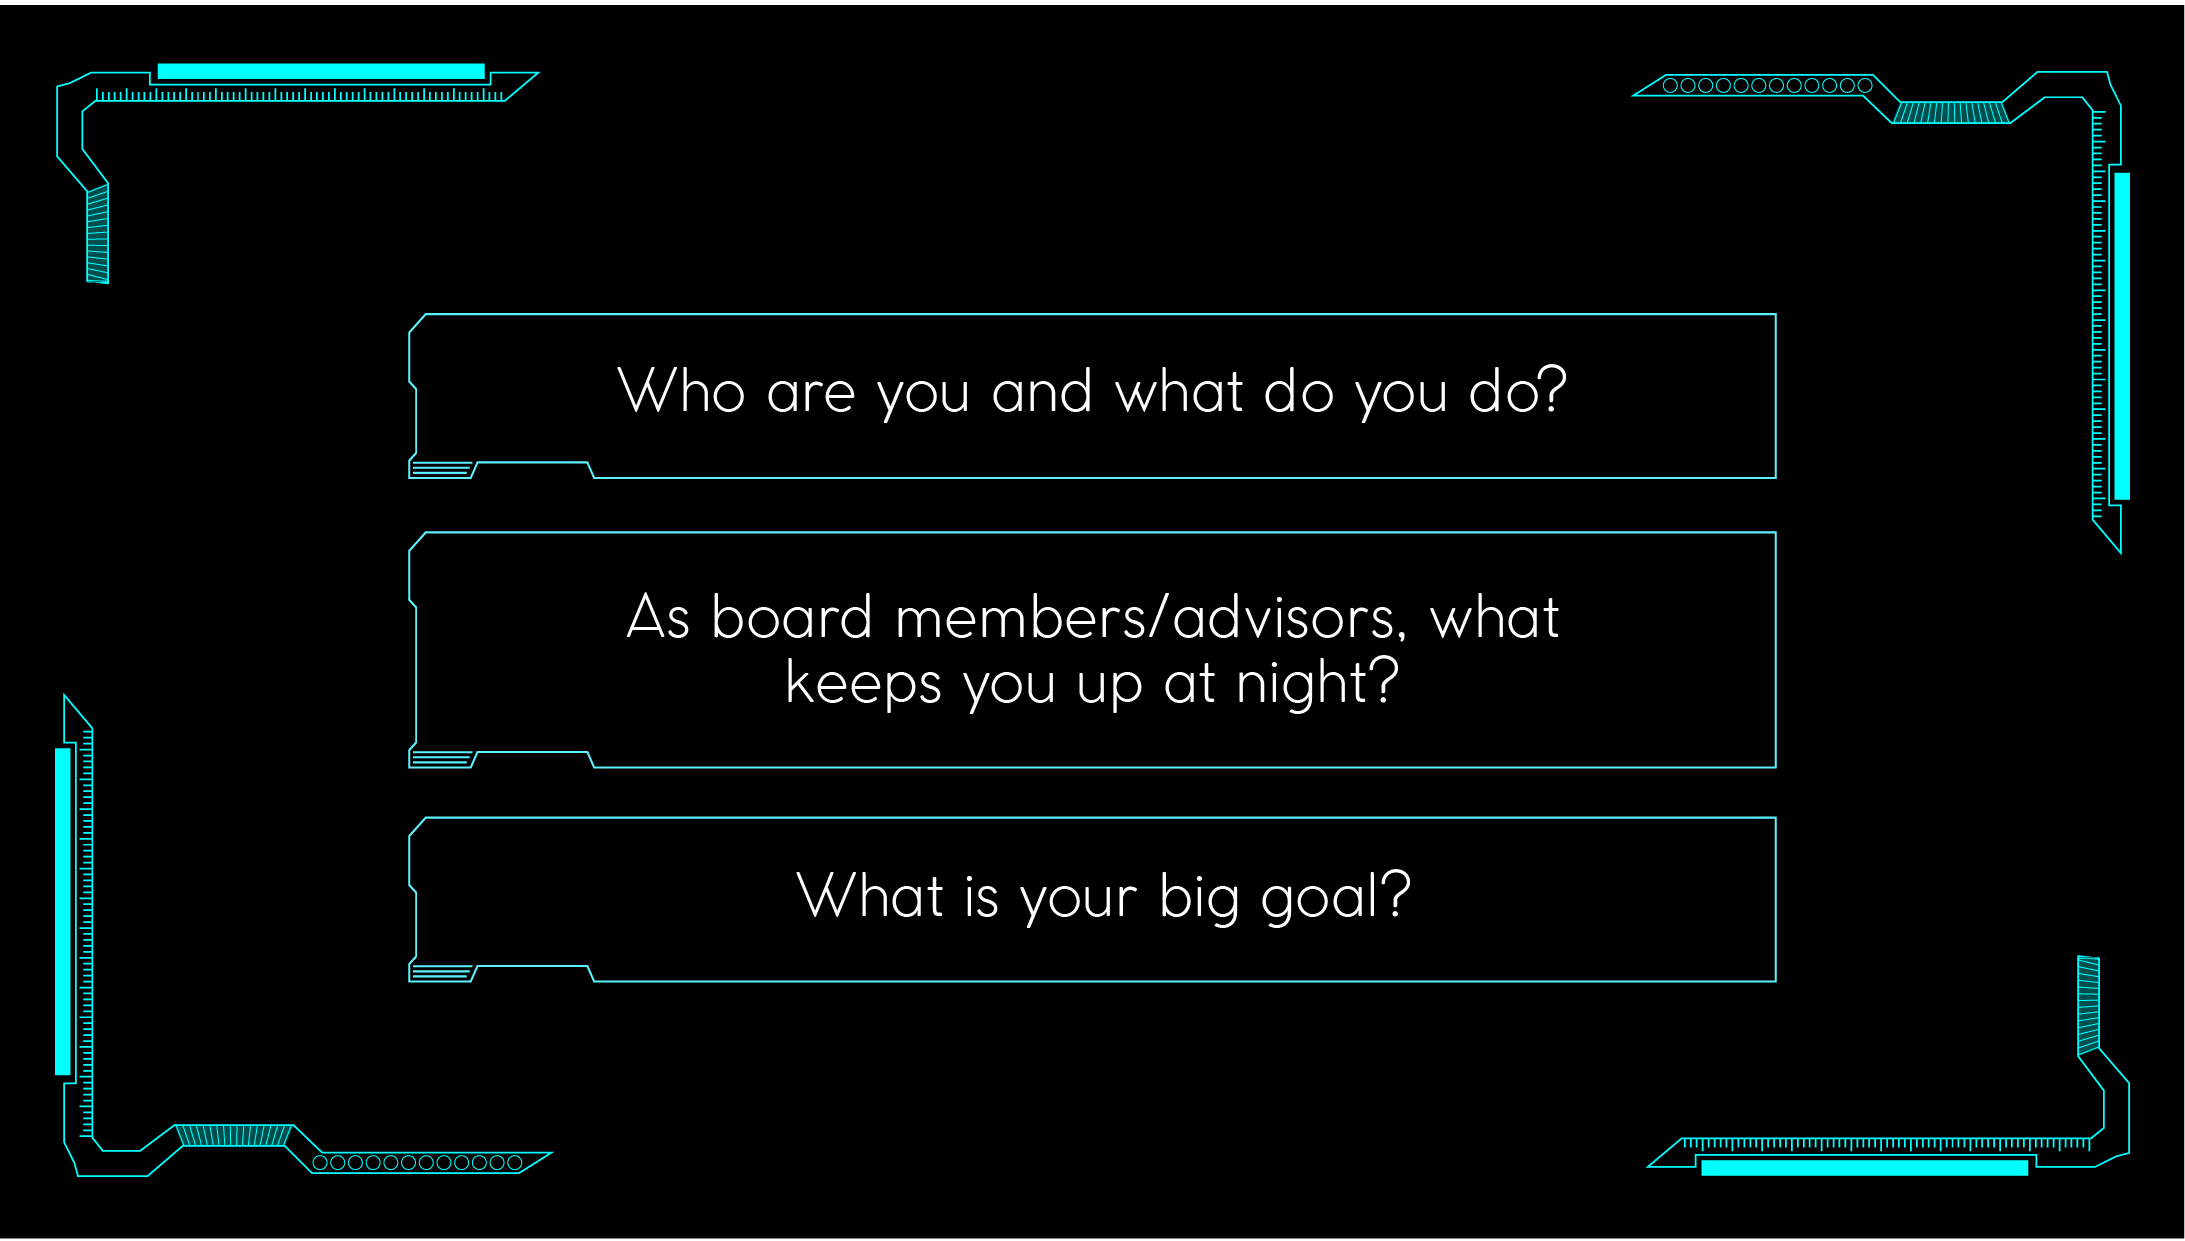 Who are you and what do you do?
As board members/advisors, what
keeps you up at night?
What is your big goal?